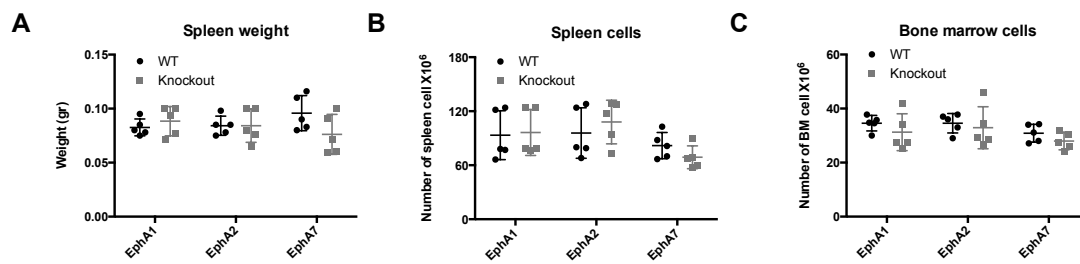 A
Spleen weight
WT
Knockout
Weight (gr)
0.15
0.10
0.05
0.00
EphA1
EphA2
EphA7
B
Spleen cells
WT
Knockout
Number of spleen cell X10⁶
180
120
60
0
EphA1
EphA2
EphA7
C
Bone marrow cells
WT
Knockout
Number of BM cell X10⁶
60
40
20
0
EphA1
EphA2
EphA7